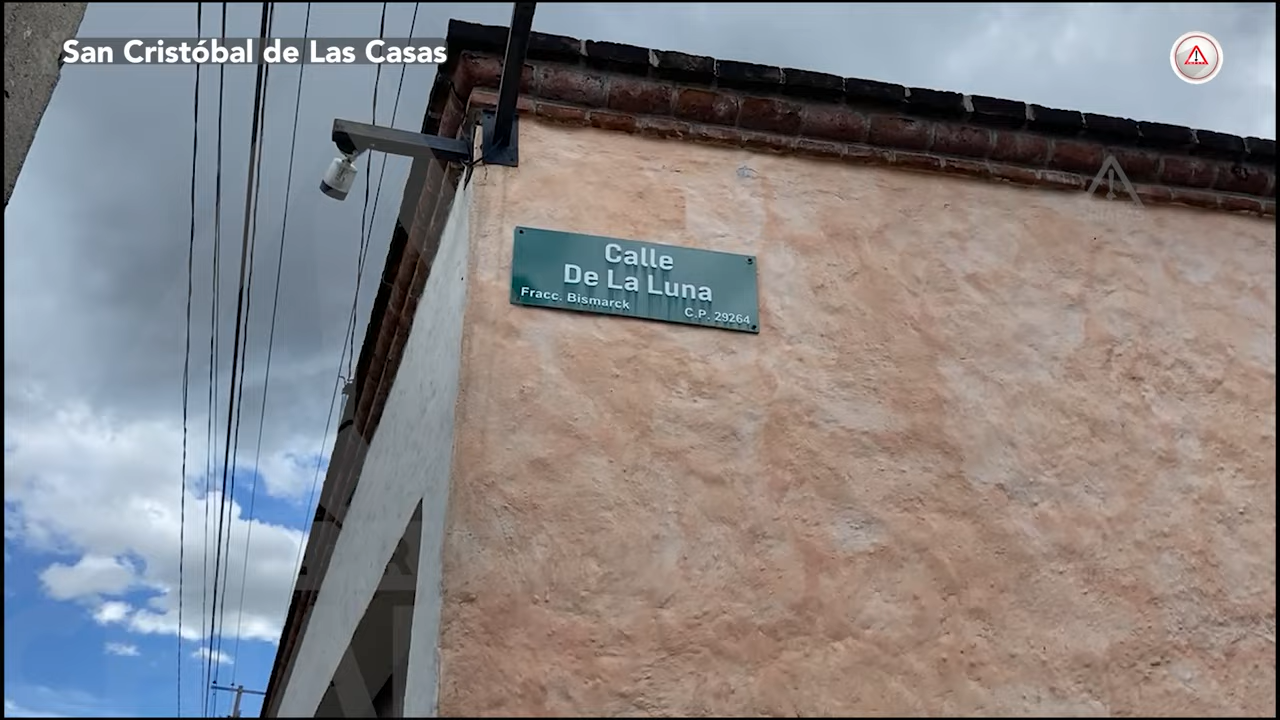 San Cristóbal de Las Casas
Calle
De La Luna
Fracc. Bismarck
C.P. 29264